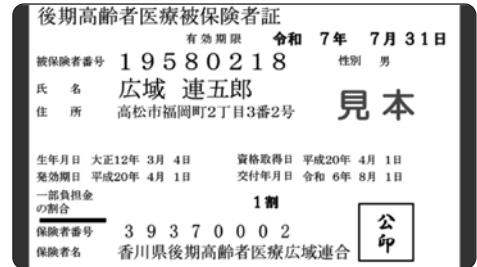 後期高齢者医療被保険者証
有効期限 令和 7年 7月31日
被保険者番号 19580218 性別 男
氏名 広域 連五郎
住所 高松市福岡町2丁目3番2号
見本
生年月日 大正12年 3月 4日 資格取得日 平成20年 4月 1日
発効期日 平成20年 4月 1日 交付年月日 令和 6年 8月 1日
一部負担金
の割合 1割
保険者番号 39370002
保険者名 香川県後期高齢者医療広域連合
公
印